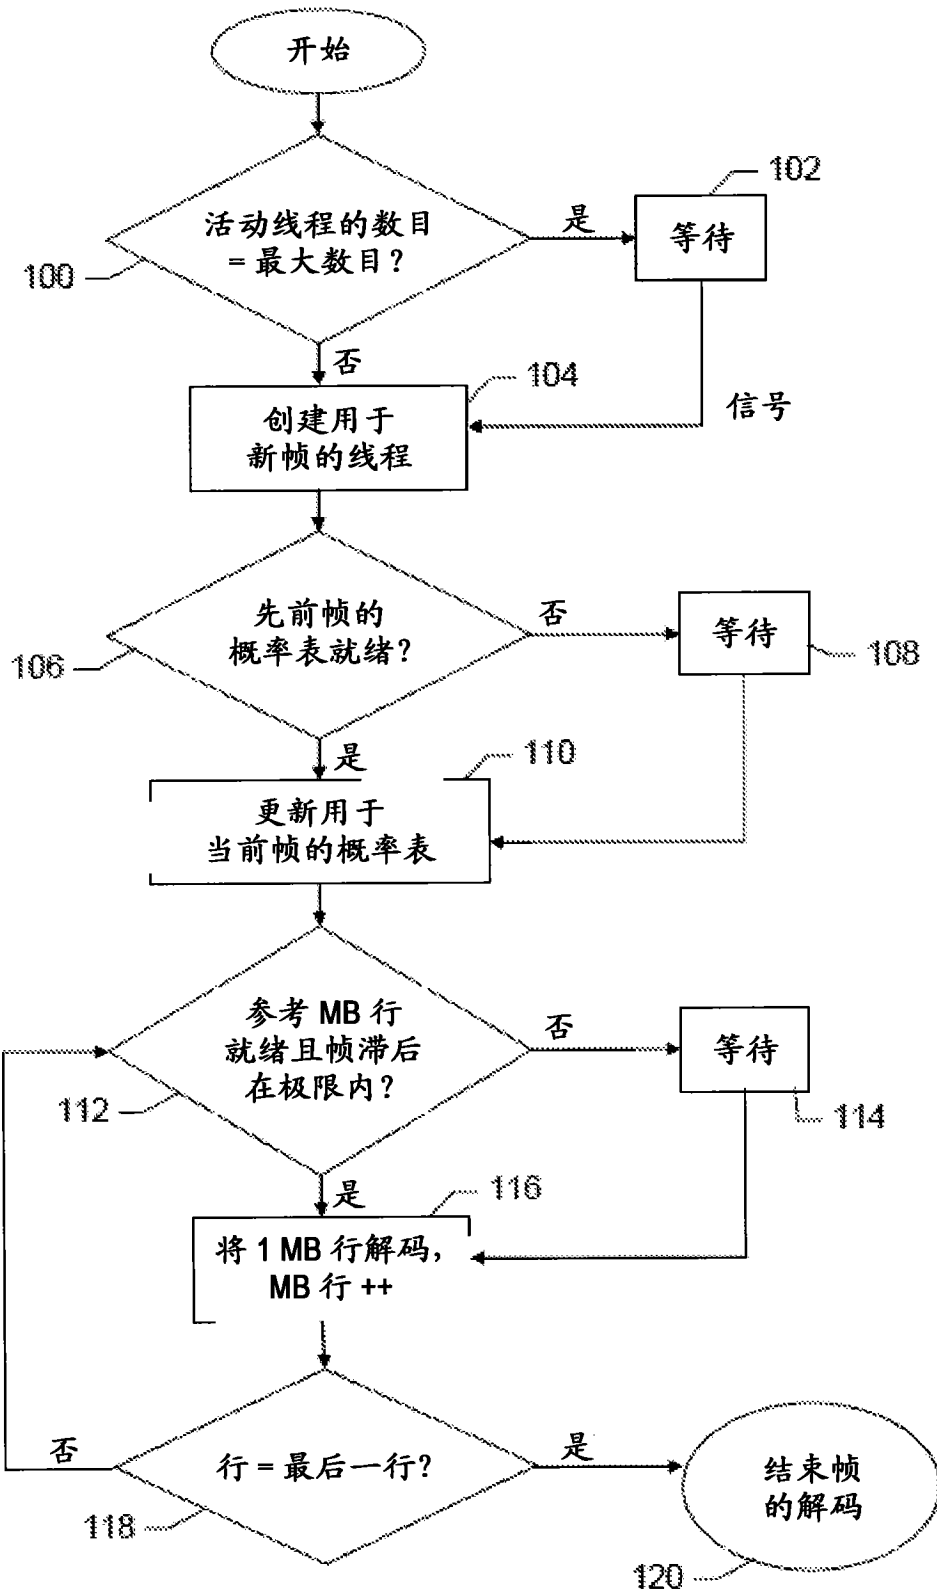 开始
102
活动线程的数目
= 最大数目?
是
等待
100
否
104
信号
创建用于
新帧的线程
先前帧的
概率表就绪?
否
等待
106
108
是
110
更新用于
当前帧的概率表
参考 MB 行
就绪且帧滞后
在极限内?
否
等待
112
114
是
116
将 1 MB 行解码,
MB 行 ++
否
行 = 最后一行?
是
结束帧
的解码
118
120